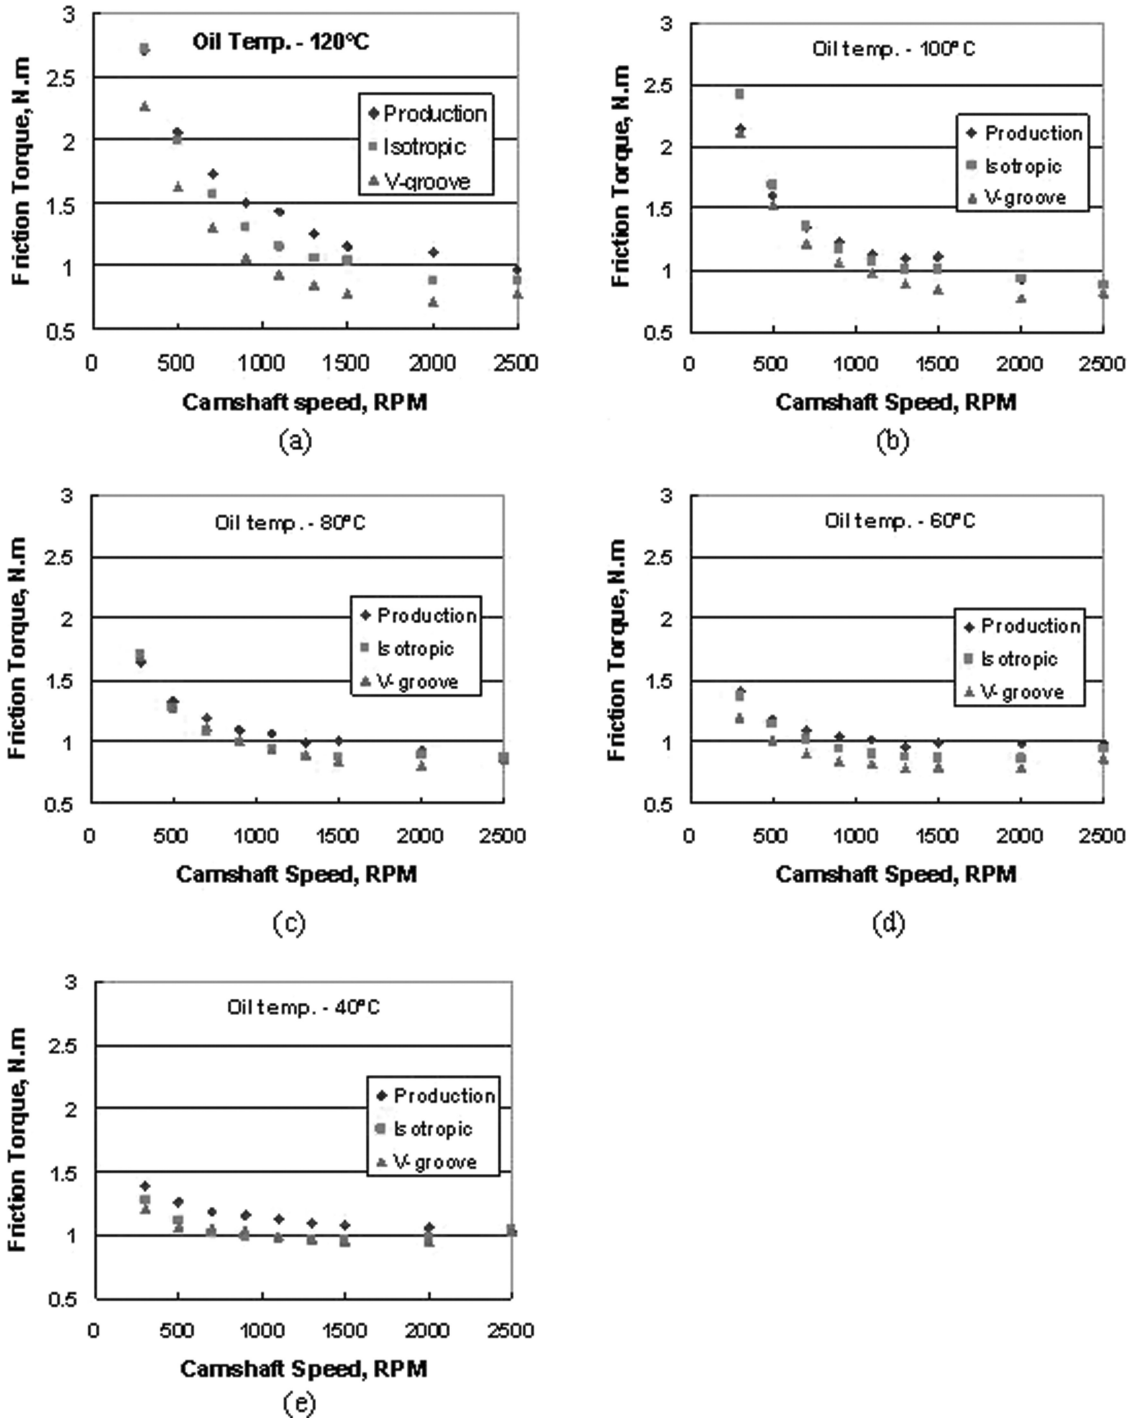 3
2.5
2
1.5
1
0.5
Friction Torque, N.m
Oil Temp. - 120°C
Production
Isotropic
V-groove
0 500 1000 1500 2000 2500
Camshaft speed, RPM
(a)
3
2.5
2
1.5
1
0.5
Friction Torque, N.m
Oil temp. - 100°C
Production
Isotropic
V-groove
0 500 1000 1500 2000 2500
Camshaft Speed, RPM
(b)
3
2.5
2
1.5
1
0.5
Friction Torque, N.m
Oil temp. - 80°C
Production
Isotropic
V-groove
0 500 1000 1500 2000 2500
Camshaft Speed, RPM
(c)
3
2.5
2
1.5
1
0.5
Friction Torque, N.m
Oil temp. - 60°C
Production
Isotropic
V-groove
0 500 1000 1500 2000 2500
Camshaft Speed, RPM
(d)
3
2.5
2
1.5
1
0.5
Friction Torque, N.m
Oil temp. - 40°C
Production
Isotropic
V-groove
0 500 1000 1500 2000 2500
Camshaft Speed, RPM
(e)